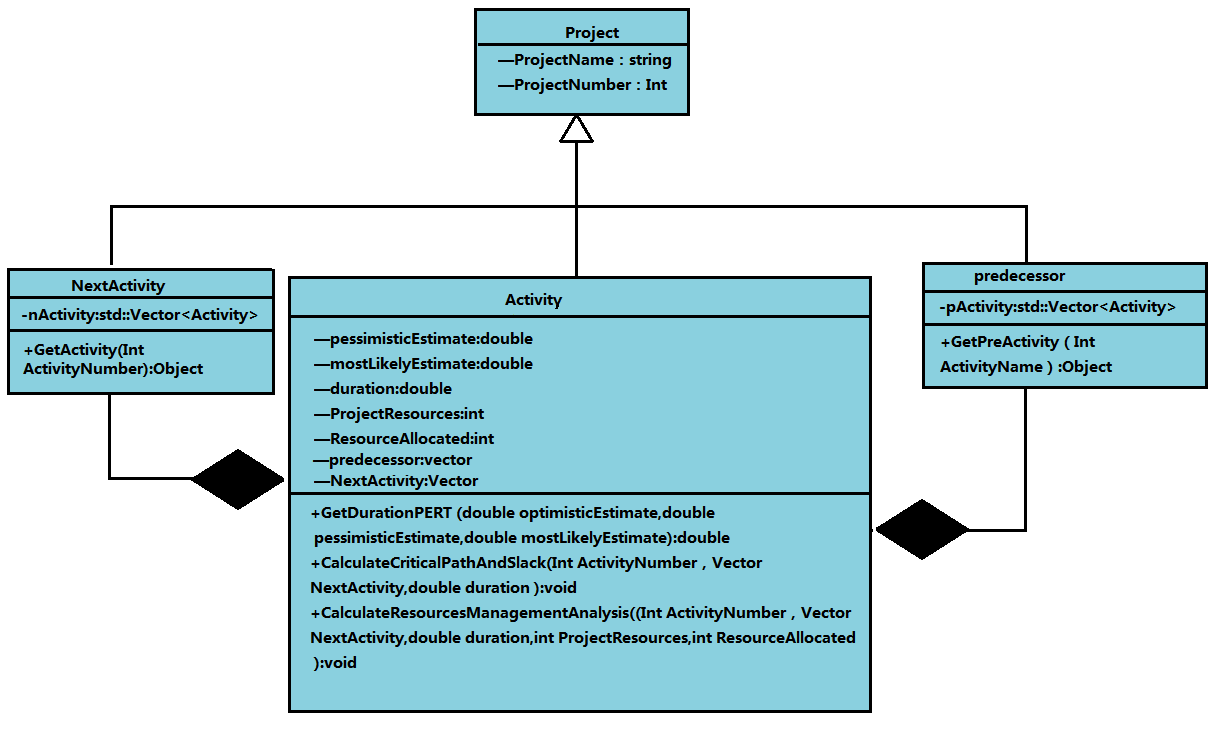 Project
—ProjectName：string
—ProjectNumber：Int
NextActivity
-nActivity:std::Vector<Activity>
+GetActivity(Int
ActivityNumber):Object
Activity
—pessimisticEstimate:double
—mostLikelyEstimate:double
—duration:double
—ProjectResources:int
—ResourceAllocated:int
—predecessor:vector
—NextActivity:Vector
+GetDurationPERT (double optimisticEstimate,double
pessimisticEstimate,double mostLikelyEstimate):double
+CalculateCriticalPathAndSlack(Int ActivityNumber，Vector
NextActivity,double duration ):void
+CalculateResourcesManagementAnalysis((Int ActivityNumber，Vector
NextActivity,double duration,int ProjectResources,int ResourceAllocated
):void
predecessor
-pActivity:std::Vector<Activity>
+GetPreActivity（Int
ActivityName）:Object